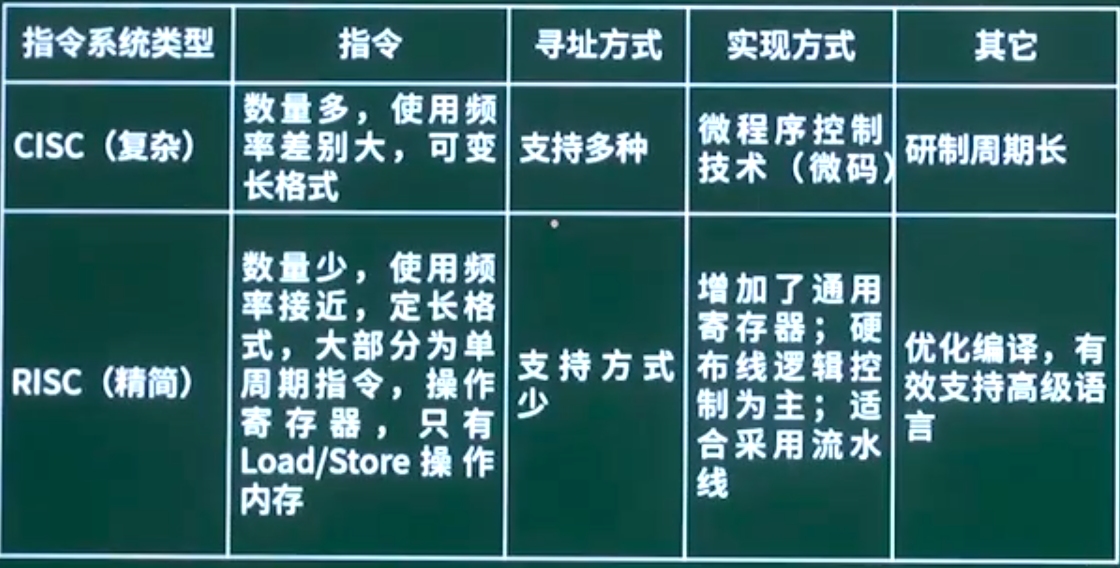 指令系统类型 指令 寻址方式 实现方式 其它
CISC（复杂）
数量多，使用频
率差别大，可变
长格式
支持多种
微程序控制
技术（微码）
研制周期长
RISC（精简）
数量少，使用频
率接近，定长格
式，大部分为单
周期指令，操作
寄存器，只有
Load/Store操作
内存
支持方式
少
增加了通用
寄存器；硬
布线逻辑控
制为主；适
合采用流水
线
优化编译，有
效支持高级语
言